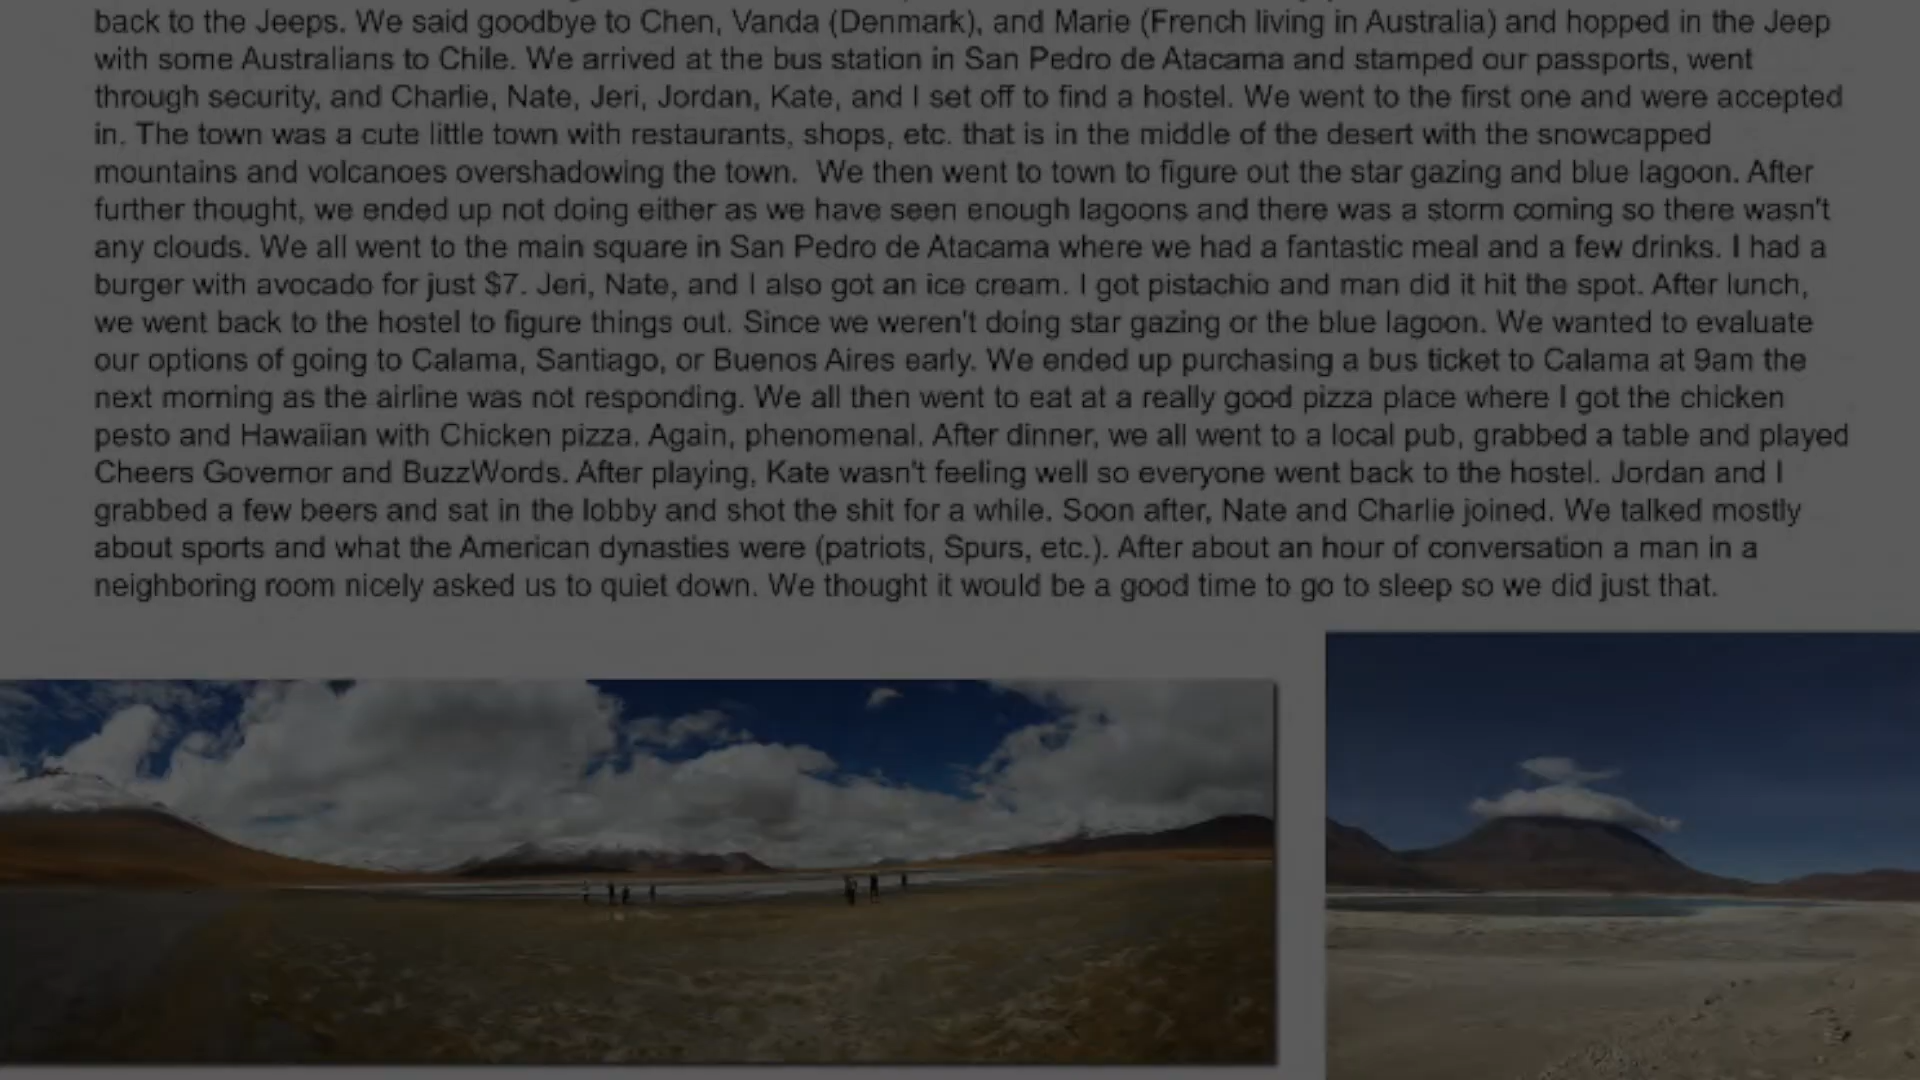 back to the Jeeps. We said goodbye to Chen, Vanda (Denmark), and Marie (French living in Australia) and hopped in the Jeep
with some Australians to Chile. We arrived at the bus station in San Pedro de Atacama and stamped our passports, went
through security, and Charlie, Nate, Jeri, Jordan, Kate, and I set off to find a hostel. We went to the first one and were accepted
in. The town was a cute little town with restaurants, shops, etc. that is in the middle of the desert with the snowcapped
mountains and volcanoes overshadowing the town.  We then went to town to figure out the star gazing and blue lagoon. After
further thought, we ended up not doing either as we have seen enough lagoons and there was a storm coming so there wasn't
any clouds. We all went to the main square in San Pedro de Atacama where we had a fantastic meal and a few drinks. I had a
burger with avocado for just $7. Jeri, Nate, and I also got an ice cream. I got pistachio and man did it hit the spot. After lunch,
we went back to the hostel to figure things out. Since we weren't doing star gazing or the blue lagoon. We wanted to evaluate
our options of going to Calama, Santiago, or Buenos Aires early. We ended up purchasing a bus ticket to Calama at 9am the
next morning as the airline was not responding. We all then went to eat at a really good pizza place where I got the chicken
pesto and Hawaiian with Chicken pizza. Again, phenomenal. After dinner, we all went to a local pub, grabbed a table and played
Cheers Governor and BuzzWords. After playing, Kate wasn't feeling well so everyone went back to the hostel. Jordan and I
grabbed a few beers and sat in the lobby and shot the shit for a while. Soon after, Nate and Charlie joined. We talked mostly
about sports and what the American dynasties were (patriots, Spurs, etc.). After about an hour of conversation a man in a
neighboring room nicely asked us to quiet down. We thought it would be a good time to go to sleep so we did just that.